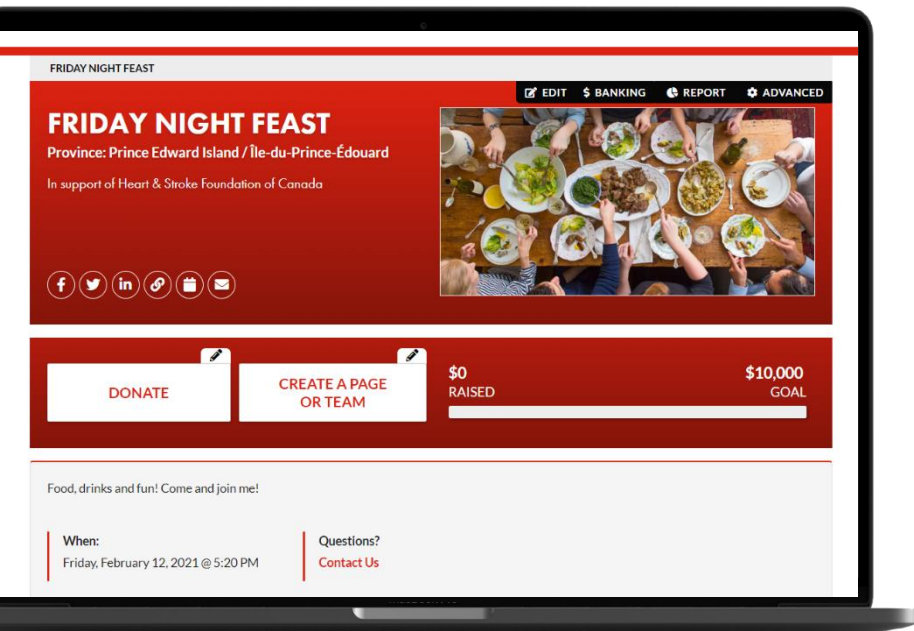 FRIDAY NIGHT FEAST
EDIT $ BANKING REPORT ADVANCED
FRIDAY NIGHT FEAST
Province: Prince Edward Island / Île-du-Prince-Édouard
In support of Heart & Stroke Foundation of Canada
DONATE
CREATE A PAGE
OR TEAM
$0
RAISED
$10,000
GOAL
Food, drinks and fun! Come and join me!
When:
Friday, February 12, 2021 @ 5:20 PM
Questions?
Contact Us